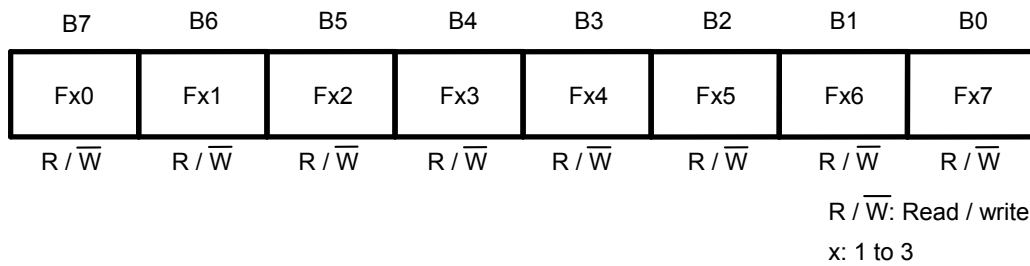 B7 B6 B5 B4 B3 B2 B1 B0
Fx0 Fx1 Fx2 Fx3 Fx4 Fx5 Fx6 Fx7
R / W̅ R / W̅ R / W̅ R / W̅ R / W̅ R / W̅ R / W̅ R / W̅
R / W̅: Read / write
x: 1 to 3